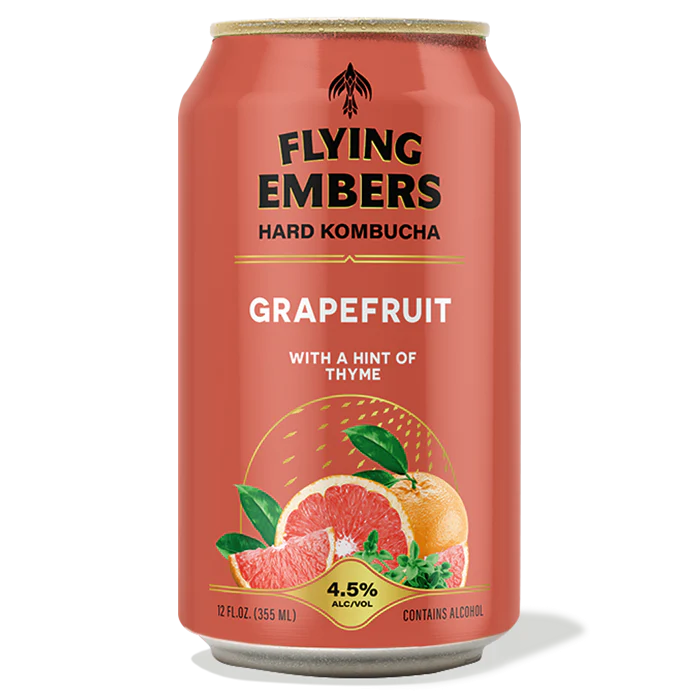 FLYING
EMBERS
HARD KOMBUCHA
GRAPEFRUIT
WITH A HINT OF
THYME
4.5%
ALC/VOL
12 FL.OZ. (355 ML)
CONTAINS ALCOHOL